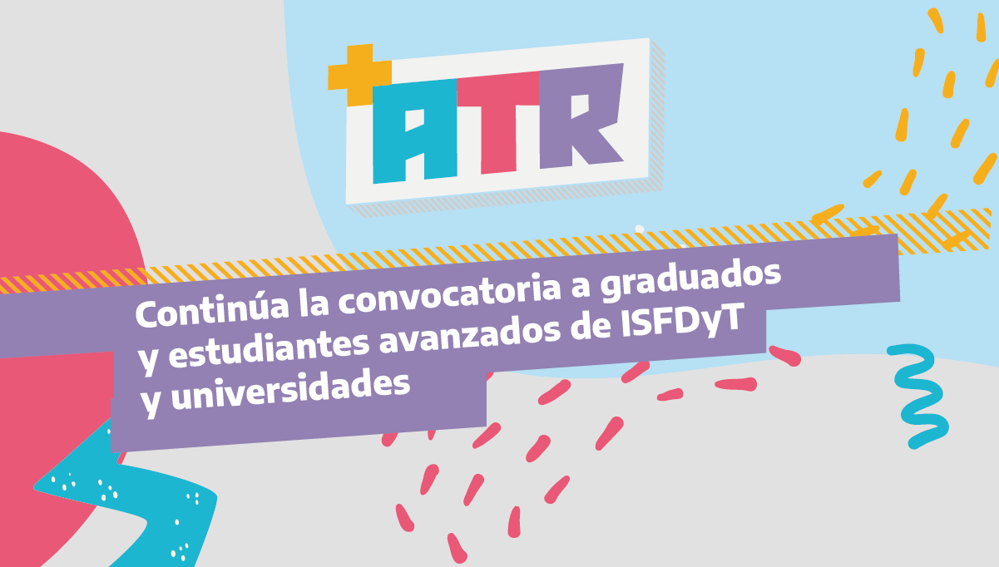 +ATR
Continúa la convocatoria a graduados
y estudiantes avanzados de ISFDyT
y universidades